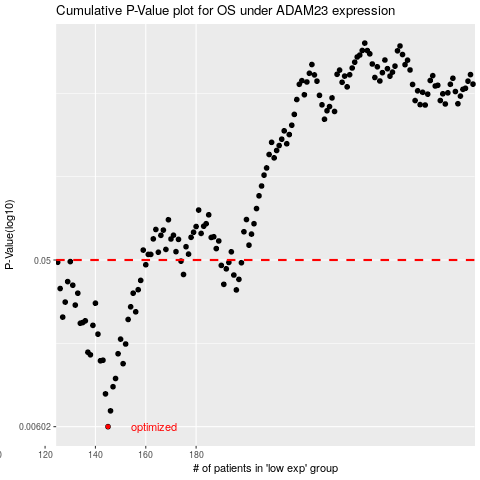 Cumulative P-Value plot for OS under ADAM23 expression
P-Value(log10)
0.05
0.00602
optimized
0
120
140
160
180
# of patients in 'low exp' group